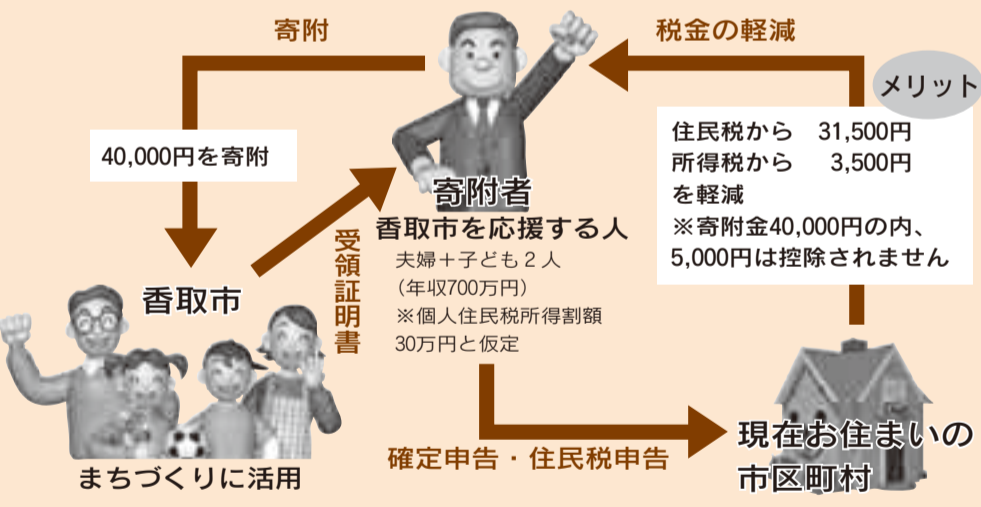 寄附
税金の軽減
メリット
40,000円を寄附
住民税から 31,500円
所得税から 3,500円
を軽減
※寄附金40,000円の内、
5,000円は控除されません
寄附者
香取市を応援する人
夫婦＋子ども2人
（年収700万円）
※個人住民税所得割額
30万円と仮定
受領証明書
香取市
まちづくりに活用
確定申告・住民税申告
現在お住まいの
市区町村